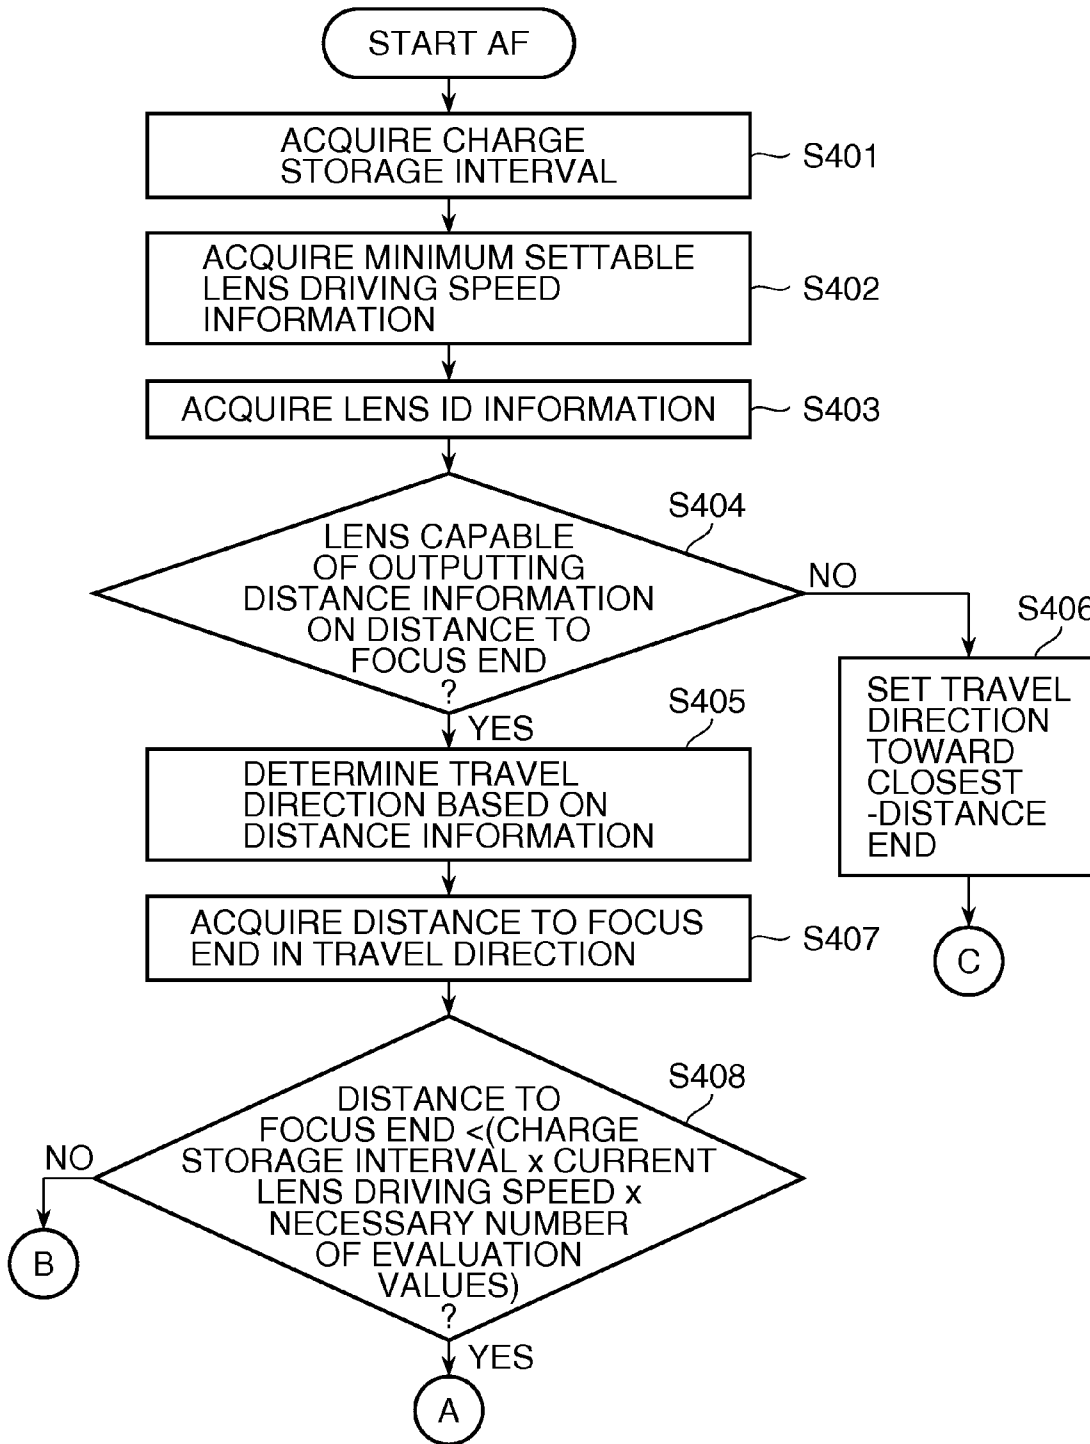 START AF
ACQUIRE CHARGE
STORAGE INTERVAL
S401
ACQUIRE MINIMUM SETTABLE
LENS DRIVING SPEED
INFORMATION
S402
ACQUIRE LENS ID INFORMATION
S403
S404
LENS CAPABLE
OF OUTPUTTING
DISTANCE INFORMATION
ON DISTANCE TO
FOCUS END
?
NO
YES
S406
SET TRAVEL
DIRECTION
TOWARD
CLOSEST
-DISTANCE
END
C
S405
DETERMINE TRAVEL
DIRECTION BASED ON
DISTANCE INFORMATION
ACQUIRE DISTANCE TO FOCUS
END IN TRAVEL DIRECTION
S407
S408
DISTANCE TO
FOCUS END <(CHARGE
STORAGE INTERVAL x CURRENT
LENS DRIVING SPEED x
NECESSARY NUMBER
OF EVALUATION
VALUES)
?
NO
B
YES
A